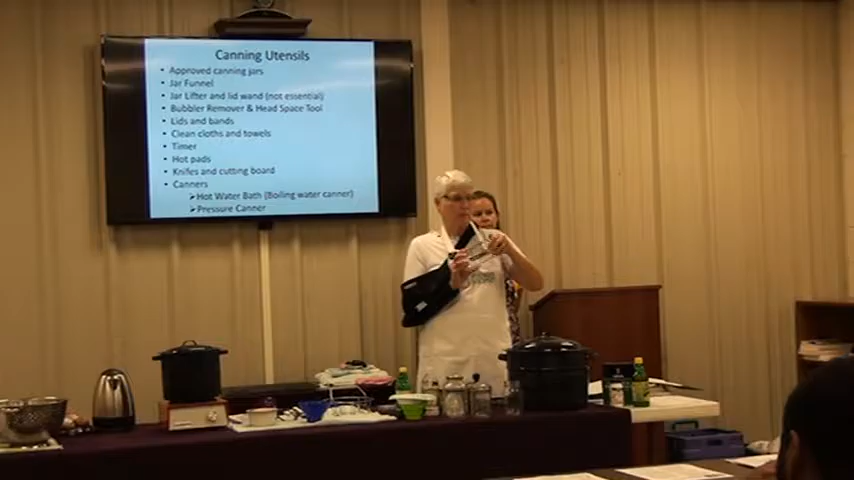 Canning Utensils
• Approved canning jars
• Jar Funnel
• Jar Lifter and lid wand (not essential)
• Bubbler Remover & Head Space Tool
• Lids and bands
• Clean cloths and towels
• Timer
• Hot pads
• Knifes and cutting board
• Canners
➢Hot Water Bath (Boiling water canner)
➢Pressure Canner